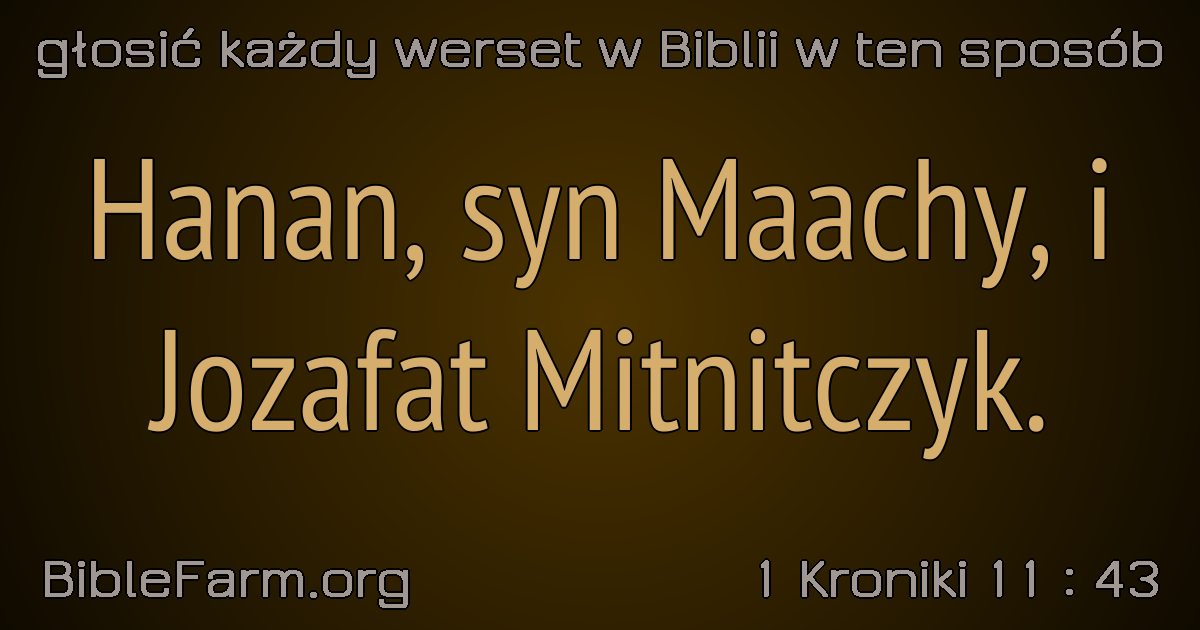 głosić każdy werset w Biblii w ten sposób
Hanan, syn Maachy, i
Jozafat Mitnitczyk.
BibleFarm.org
1 Kroniki 11 : 43